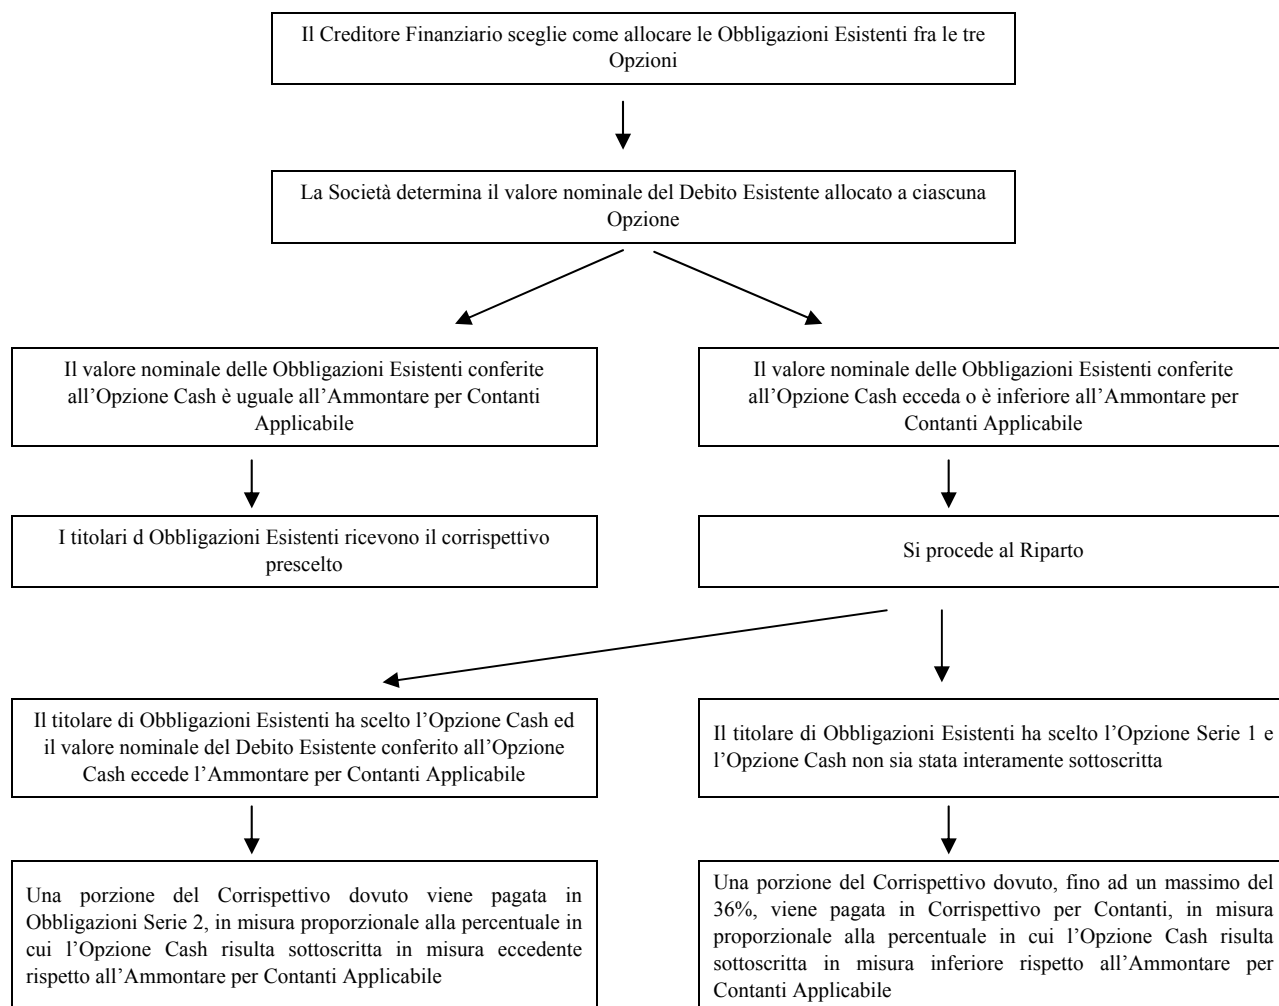 Il Creditore Finanziario sceglie come allocare le Obbligazioni Esistenti fra le tre
Opzioni
La Società determina il valore nominale del Debito Esistente allocato a ciascuna
Opzione
Il valore nominale delle Obbligazioni Esistenti conferite
all’Opzione Cash è uguale all’Ammontare per Contanti
Applicabile
Il valore nominale delle Obbligazioni Esistenti conferite
all’Opzione Cash ecceda o è inferiore all’Ammontare per
Contanti Applicabile
I titolari d Obbligazioni Esistenti ricevono il corrispettivo
prescelto
Si procede al Riparto
Il titolare di Obbligazioni Esistenti ha scelto l’Opzione Cash ed
il valore nominale del Debito Esistente conferito all’Opzione
Cash eccede l’Ammontare per Contanti Applicabile
Il titolare di Obbligazioni Esistenti ha scelto l’Opzione Serie 1 e
l’Opzione Cash non sia stata interamente sottoscritta
Una porzione del Corrispettivo dovuto viene pagata in
Obbligazioni Serie 2, in misura proporzionale alla percentuale in
cui l’Opzione Cash risulta sottoscritta in misura eccedente
rispetto all’Ammontare per Contanti Applicabile
Una porzione del Corrispettivo dovuto, fino ad un massimo del
36%, viene pagata in Corrispettivo per Contanti, in misura
proporzionale alla percentuale in cui l’Opzione Cash risulta
sottoscritta in misura inferiore rispetto all’Ammontare per
Contanti Applicabile